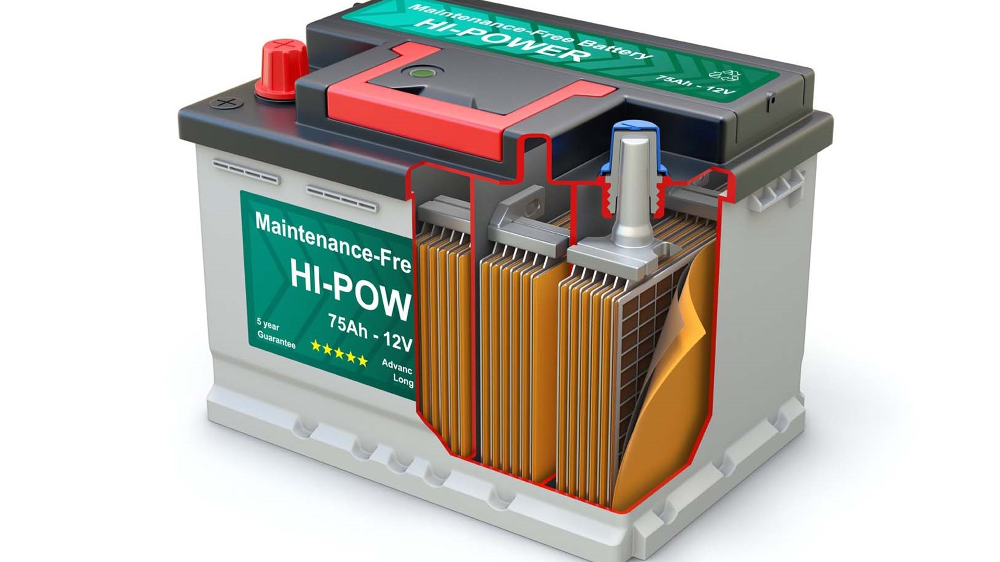 Maintenance-Free Battery
HI-POWER
75Ah - 12V
Maintenance-Fre
HI-POW
75Ah - 12V
5 year
Guarantee
Advanc
Long